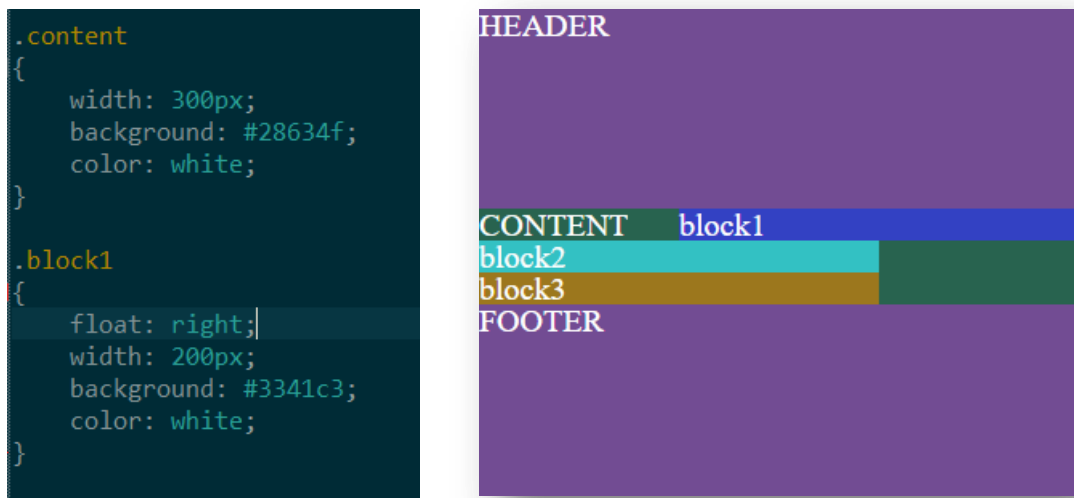 .content
{
    width: 300px;
    background: #28634f;
    color: white;
}
.block1
{
    float: right;
    width: 200px;
    background: #3341c3;
    color: white;
}
HEADER
CONTENT block1
block2
block3
FOOTER